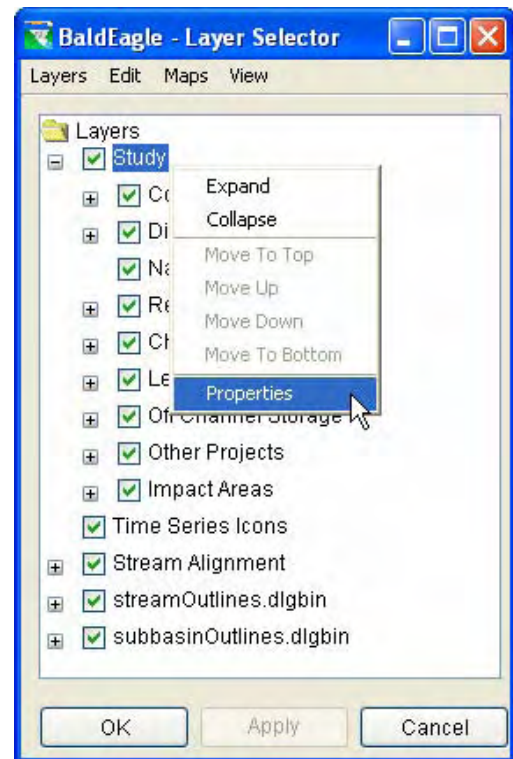 BaldEagle - Layer Selector
Layers Edit Maps View
Layers
Study
Expand
Collapse
Move To Top
Move Up
Move Down
Move To Bottom
Properties
Other Projects
Impact Areas
Time Series Icons
Stream Alignment
streamOutlines.dlgbin
subbasinOutlines.dlgbin
OK Apply Cancel